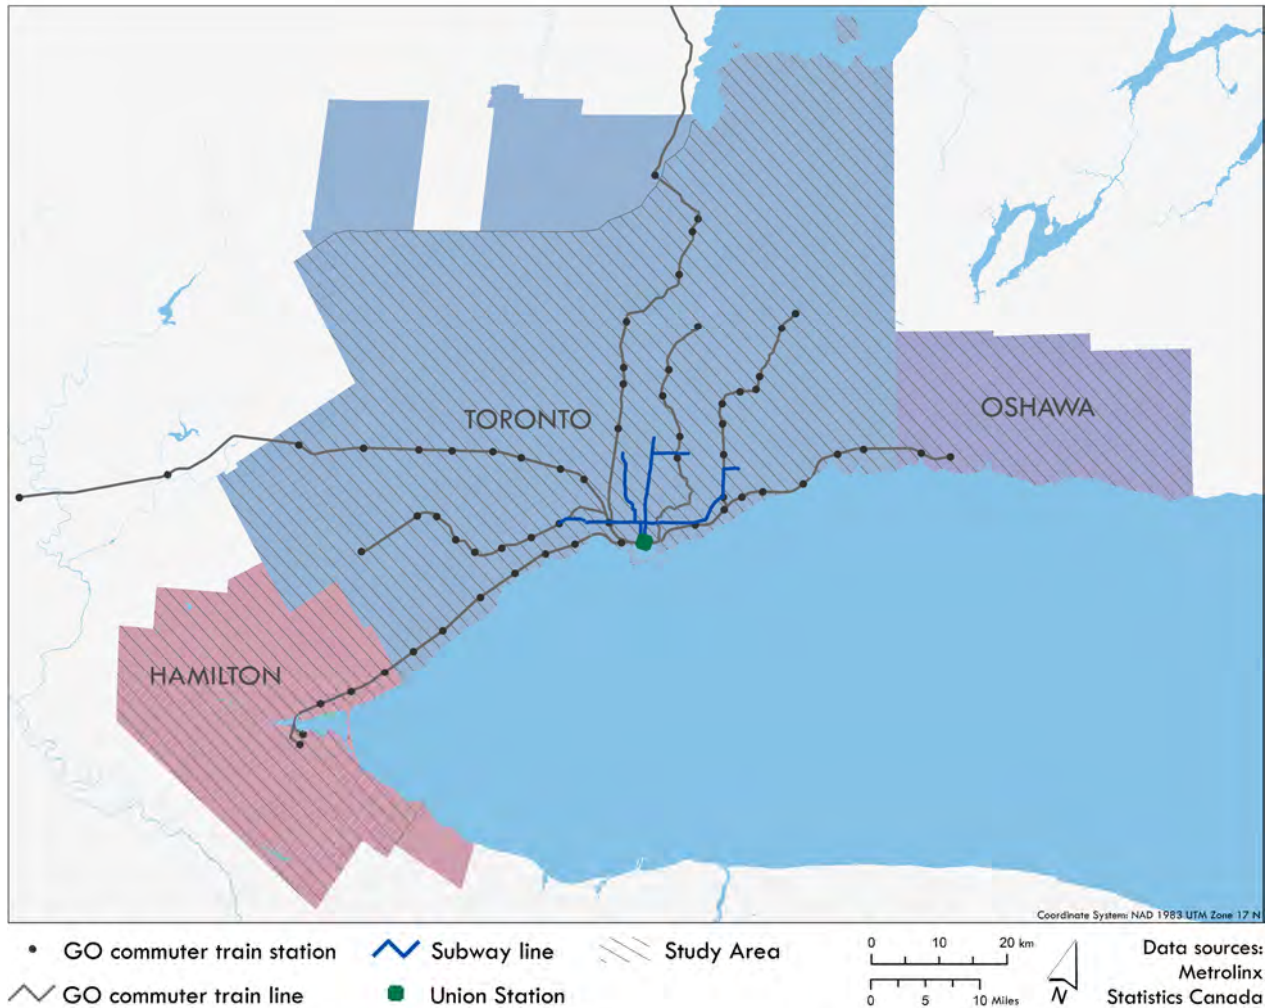 TORONTO
OSHAWA
HAMILTON
Coordinate System: NAD 1983 UTM Zone 17 N
GO commuter train station
Subway line
Study Area
GO commuter train line
Union Station
0 10 20 km
0 5 10 Miles
N
Data sources:
Metrolinx
Statistics Canada